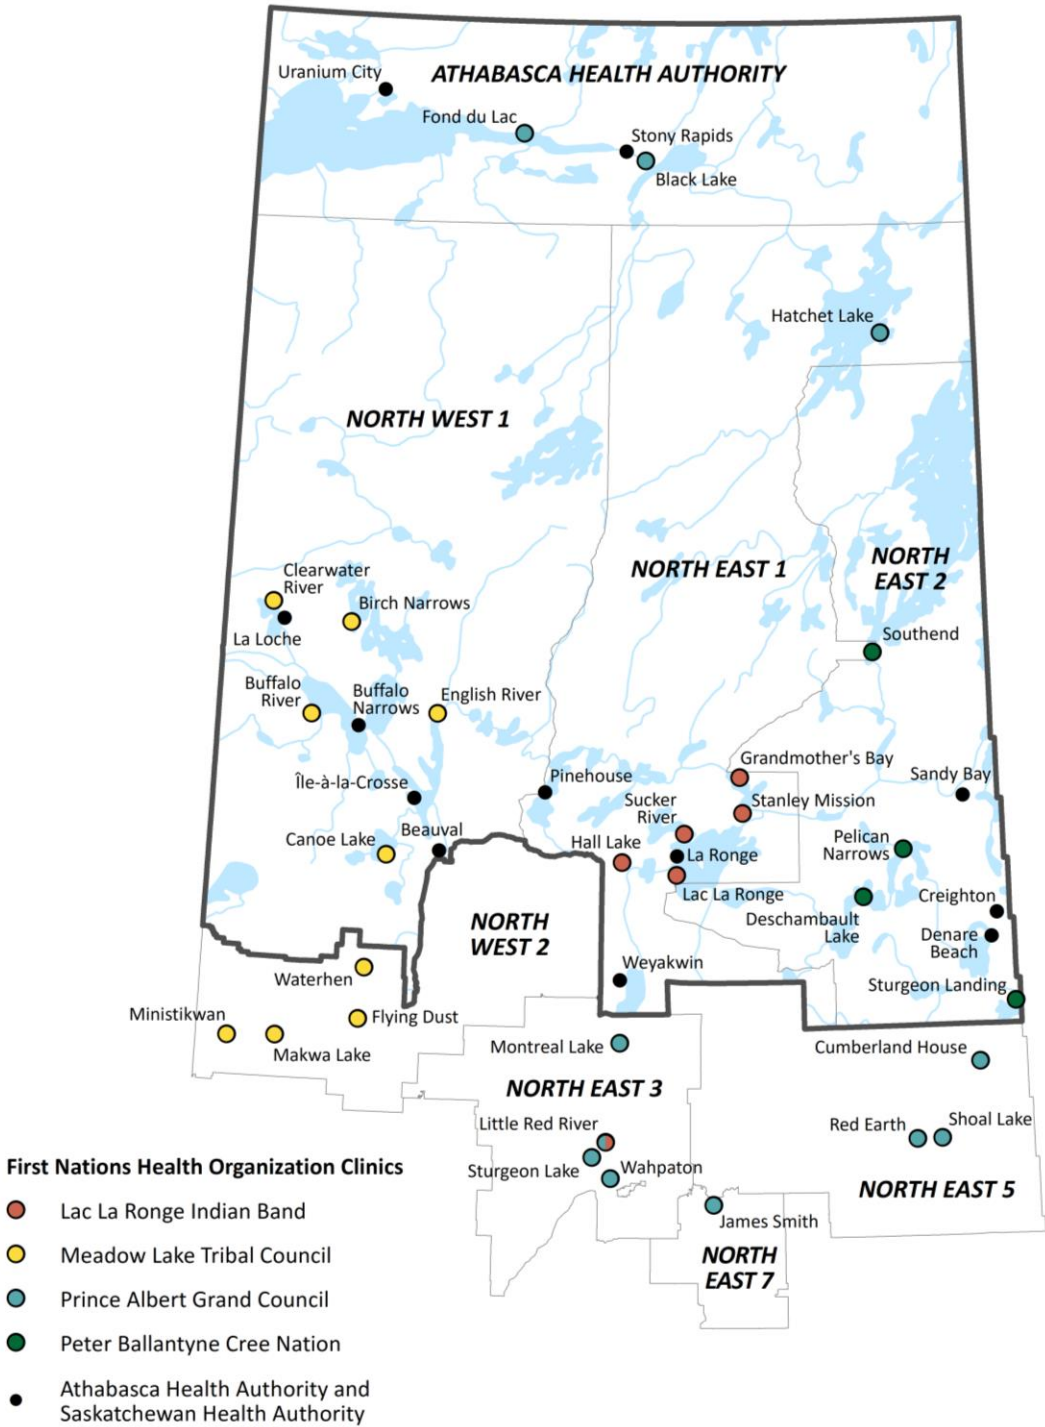 Uranium City
ATHABASCA HEALTH AUTHORITY
Fond du Lac
Stony Rapids
Black Lake
Hatchet Lake
NORTH WEST 1
NORTH EAST 1
NORTH
EAST 2
Clearwater
River
Birch Narrows
La Loche
Southend
Buffalo
River
Buffalo
Narrows
English River
Grandmother's Bay
Pinehouse
Sandy Bay
Île-à-la-Crosse
Sucker
River
Stanley Mission
Beauval
Canoe Lake
Hall Lake
La Ronge
Pelican
Narrows
Lac La Ronge
Creighton
Deschambault
Lake
NORTH
WEST 2
Denare
Beach
Weyakwin
Waterhen
Sturgeon Landing
Ministikwan
Flying Dust
Makwa Lake
Montreal Lake
Cumberland House
NORTH EAST 3
Little Red River
Red Earth
Shoal Lake
Sturgeon Lake
Wahpaton
NORTH EAST 5
James Smith
NORTH
EAST 7
First Nations Health Organization Clinics
Lac La Ronge Indian Band
Meadow Lake Tribal Council
Prince Albert Grand Council
Peter Ballantyne Cree Nation
Athabasca Health Authority and
Saskatchewan Health Authority